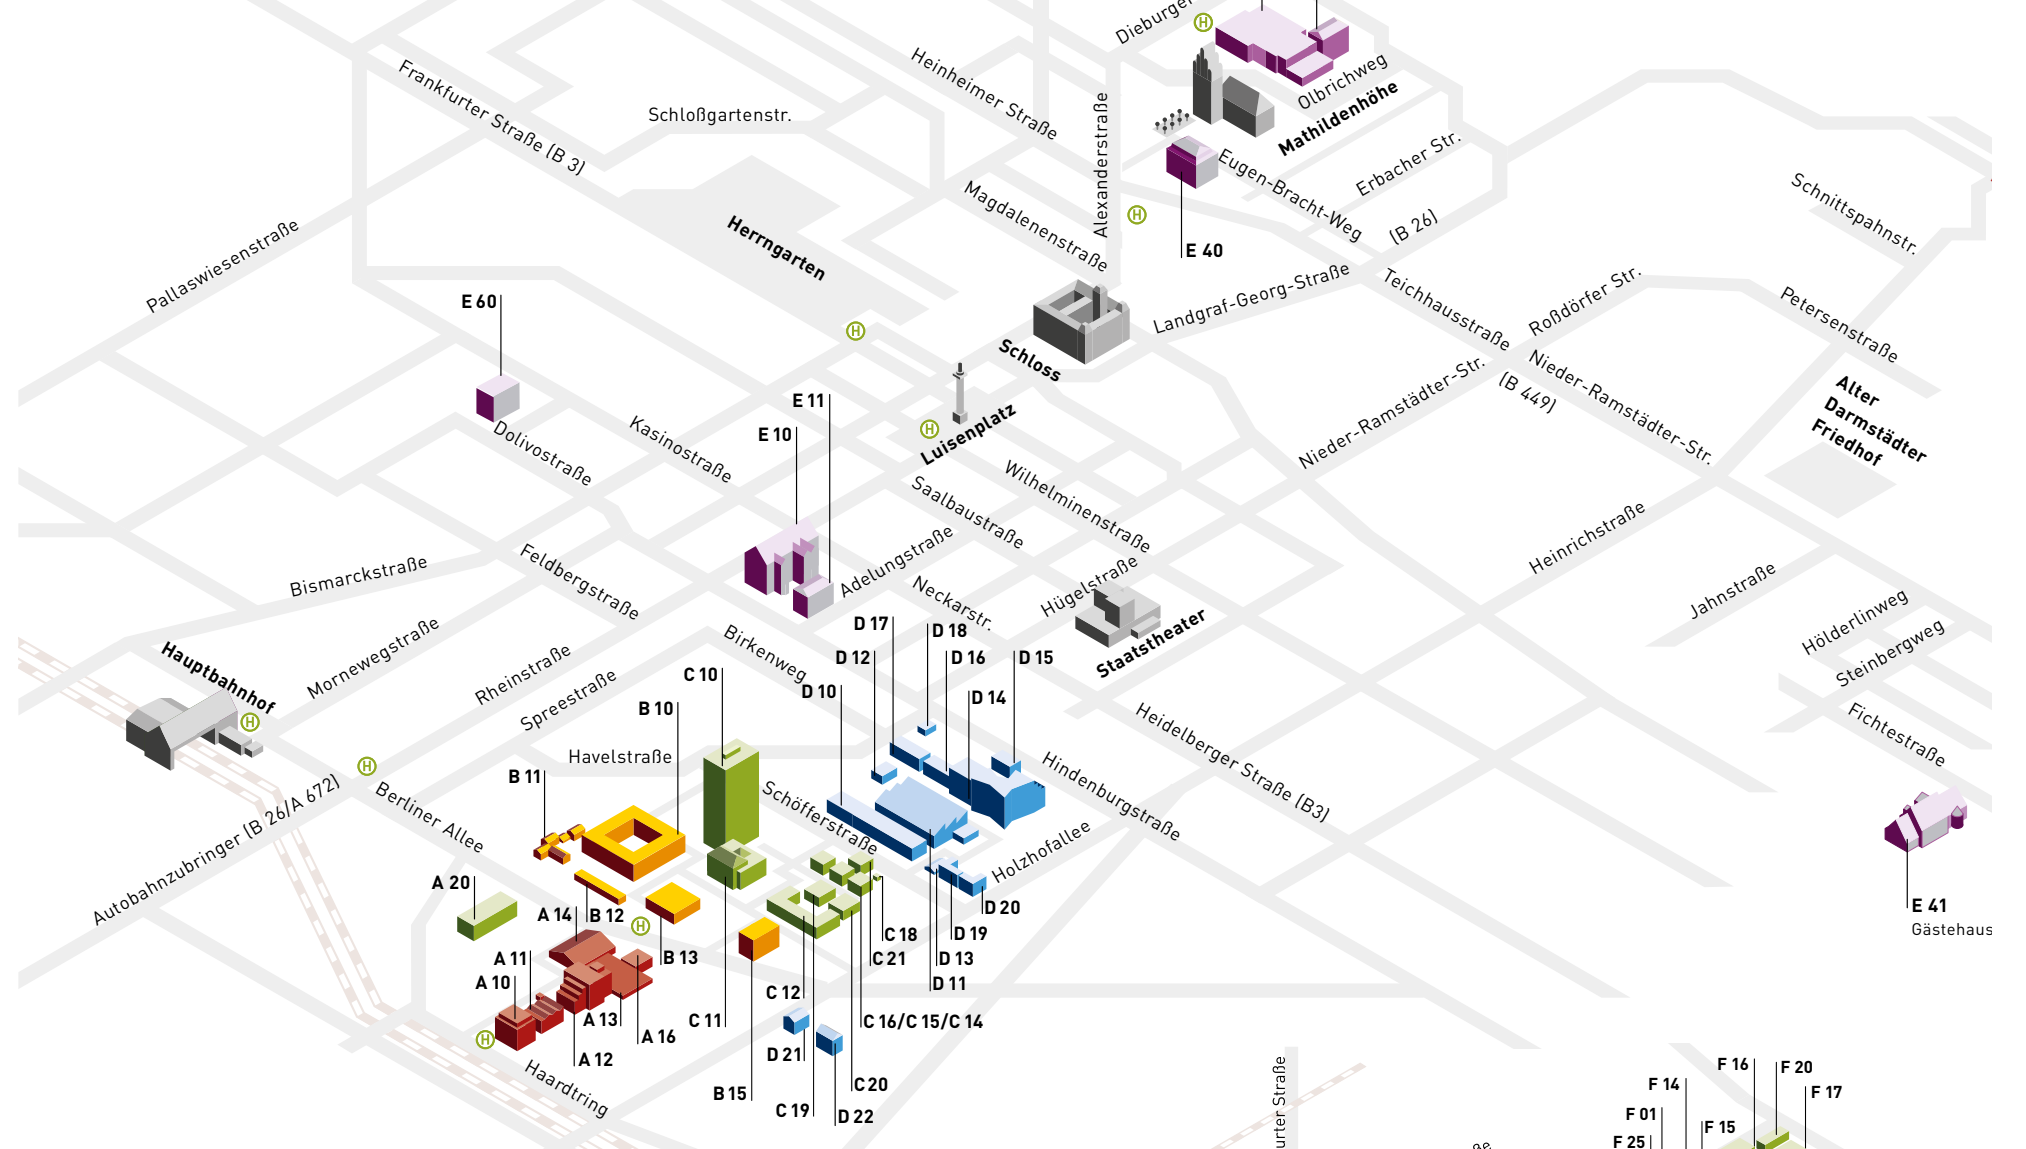 Dieburger
Olbrichweg
Mathildenhöhe
Heinheimer Straße
Alexanderstraße
Frankfurter Straße (B 3)
Schloßgartenstr.
Erbacher Str.
Eugen-Bracht-Weg
(B 26)
Schnittspahnstr.
Magdalenenstraße
E 40
Herrngarten
Pallaswiesenstraße
Landgraf-Georg-Straße
Teichhausstraße
Roßdörfer Str.
Petersenstraße
E 60
Schloss
Nieder-Ramstädter-Str.
Nieder-Ramstädter-Str.
(B 449)
Alter
Darmstädter
Friedhof
E 11
E 10
Luisenplatz
Kasinostraße
Dolivostraße
Wilhelminenstraße
Saalbaustraße
Heinrichstraße
Adelungstraße
Bismarckstraße
Feldbergstraße
Neckarstr.
Hügelstraße
Jahnstraße
Hölderlinweg
Steinbergweg
Staatstheater
Hauptbahnhof
H
H
H
H
H
H
H
H
H
Mornewegstraße
Rheinstraße
Spreestraße
Birkenweg
D 17
D 18
D 12
D 16
D 15
D 10
D 14
C 10
B 10
Havelstraße
B 11
Heidelberger Straße (B3)
Hindenburgstraße
Fichtestraße
Autobahnzubringer (B 26/A 672)
Berliner Allee
Schöfferstraße
Holzhofallee
A 20
A 14
B 12
A 11
A 10
B 13
D 20
D 19
D 13
D 11
C 18
C 21
C 12
E 41
Gästehaus
A 13
A 16
A 12
C 11
C 16/C 15/C 14
D 21
C 20
B 15
C 19
D 22
Haardtring
urter Straße
F 16
F 20
F 14
F 17
F 01
F 15
F 25